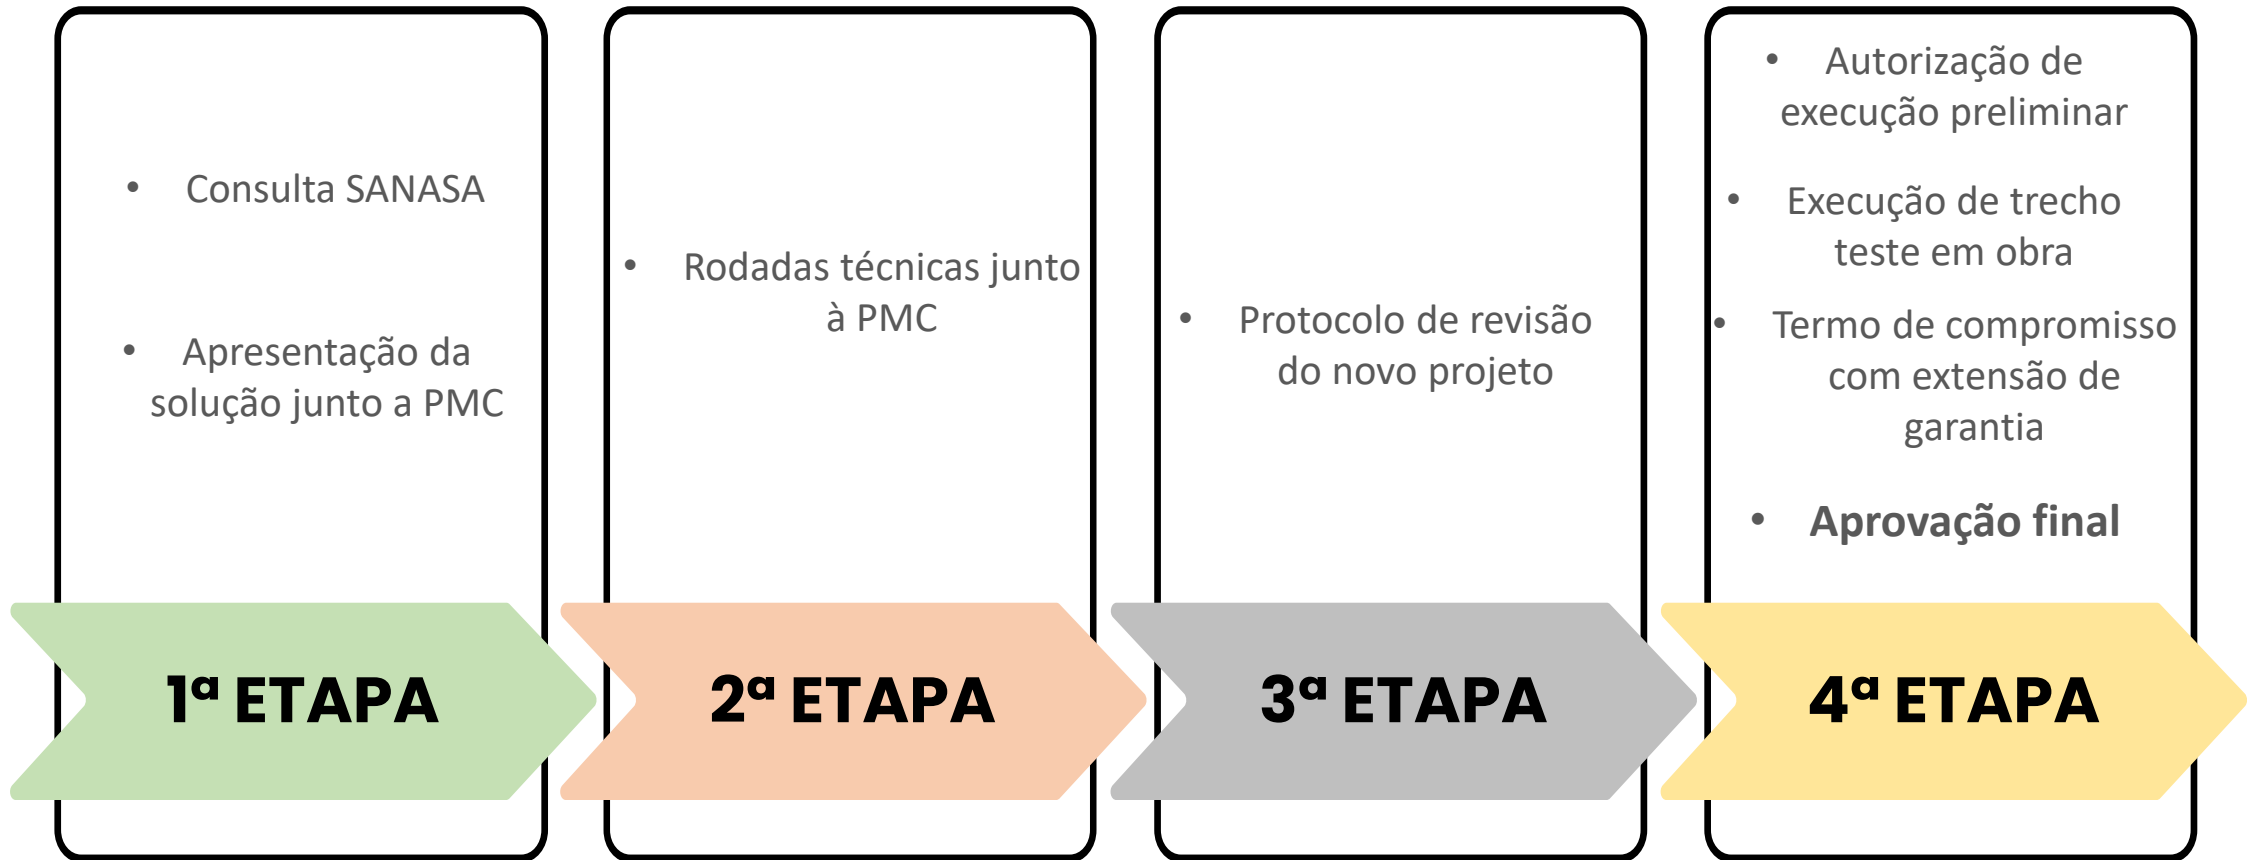 • Consulta SANASA
• Apresentação da
solução junto a PMC
1ª ETAPA
• Rodadas técnicas junto
à PMC
2ª ETAPA
• Protocolo de revisão
do novo projeto
3ª ETAPA
• Autorização de
execução preliminar
• Execução de trecho
teste em obra
• Termo de compromisso
com extensão de
garantia
• Aprovação final
4ª ETAPA